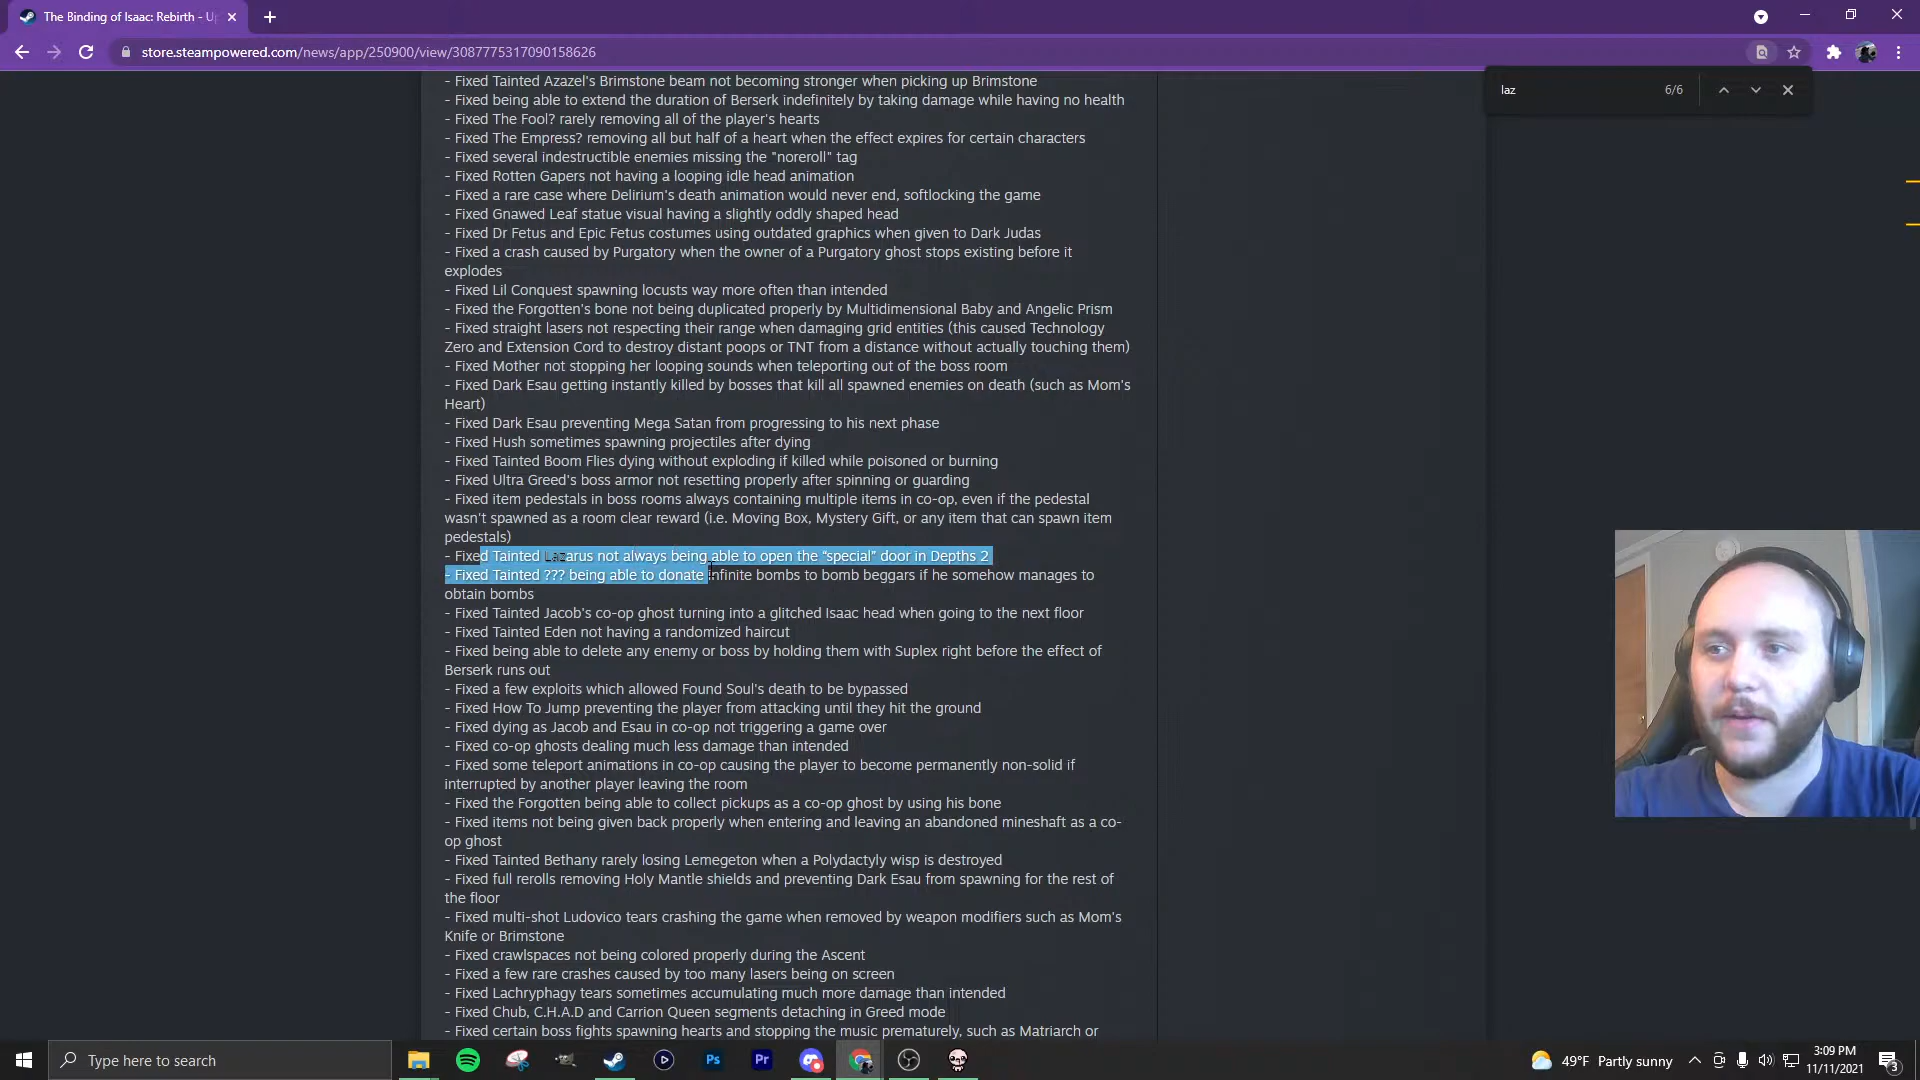 The Binding of Isaac: Rebirth - Up
store.steampowered.com/news/app/250900/view/3087775317090158626
laz
6/6
- Fixed Tainted Azazel's Brimstone beam not becoming stronger when picking up Brimstone
- Fixed being able to extend the duration of Berserk indefinitely by taking damage while having no health
- Fixed The Fool? rarely removing all of the player's hearts
- Fixed The Empress? removing all but half of a heart when the effect expires for certain characters
- Fixed several indestructible enemies missing the "noreroll" tag
- Fixed Rotten Gapers not having a looping idle head animation
- Fixed a rare case where Delirium's death animation would never end, softlocking the game
- Fixed Gnawed Leaf statue visual having a slightly oddly shaped head
- Fixed Dr Fetus and Epic Fetus costumes using outdated graphics when given to Dark Judas
- Fixed a crash caused by Purgatory when the owner of a Purgatory ghost stops existing before it
explodes
- Fixed Lil Conquest spawning locusts way more often than intended
- Fixed the Forgotten's bone not being duplicated properly by Multidimensional Baby and Angelic Prism
- Fixed straight lasers not respecting their range when damaging grid entities (this caused Technology
Zero and Extension Cord to destroy distant poops or TNT from a distance without actually touching them)
- Fixed Mother not stopping her looping sounds when teleporting out of the boss room
- Fixed Dark Esau getting instantly killed by bosses that kill all spawned enemies on death (such as Mom's
Heart)
- Fixed Dark Esau preventing Mega Satan from progressing to his next phase
- Fixed Hush sometimes spawning projectiles after dying
- Fixed Tainted Boom Flies dying without exploding if killed while poisoned or burning
- Fixed Ultra Greed's boss armor not resetting properly after spinning or guarding
- Fixed item pedestals in boss rooms always containing multiple items in co-op, even if the pedestal
wasn't spawned as a room clear reward (i.e. Moving Box, Mystery Gift, or any item that can spawn item
pedestals)
- Fixed Tainted Lazarus not always being able to open the “special” door in Depths 2
- Fixed Tainted ??? being able to donate infinite bombs to bomb beggars if he somehow manages to
obtain bombs
- Fixed Tainted Jacob's co-op ghost turning into a glitched Isaac head when going to the next floor
- Fixed Tainted Eden not having a randomized haircut
- Fixed being able to delete any enemy or boss by holding them with Suplex right before the effect of
Berserk runs out
- Fixed a few exploits which allowed Found Soul's death to be bypassed
- Fixed How To Jump preventing the player from attacking until they hit the ground
- Fixed dying as Jacob and Esau in co-op not triggering a game over
- Fixed co-op ghosts dealing much less damage than intended
- Fixed some teleport animations in co-op causing the player to become permanently non-solid if
interrupted by another player leaving the room
- Fixed the Forgotten being able to collect pickups as a co-op ghost by using his bone
- Fixed items not being given back properly when entering and leaving an abandoned mineshaft as a co-
op ghost
- Fixed Tainted Bethany rarely losing Lemegeton when a Polydactyly wisp is destroyed
- Fixed full rerolls removing Holy Mantle shields and preventing Dark Esau from spawning for the rest of
the floor
- Fixed multi-shot Ludovico tears crashing the game when removed by weapon modifiers such as Mom's
Knife or Brimstone
- Fixed crawlspaces not being colored properly during the Ascent
- Fixed a few rare crashes caused by too many lasers being on screen
- Fixed Lachryphagy tears sometimes accumulating much more damage than intended
- Fixed Chub, C.H.A.D and Carrion Queen segments detaching in Greed mode
- Fixed certain boss fights spawning hearts and stopping the music prematurely, such as Matriarch or
Type here to search
Ps
Pr
49°F Partly sunny
3:09 PM
11/11/2021
3